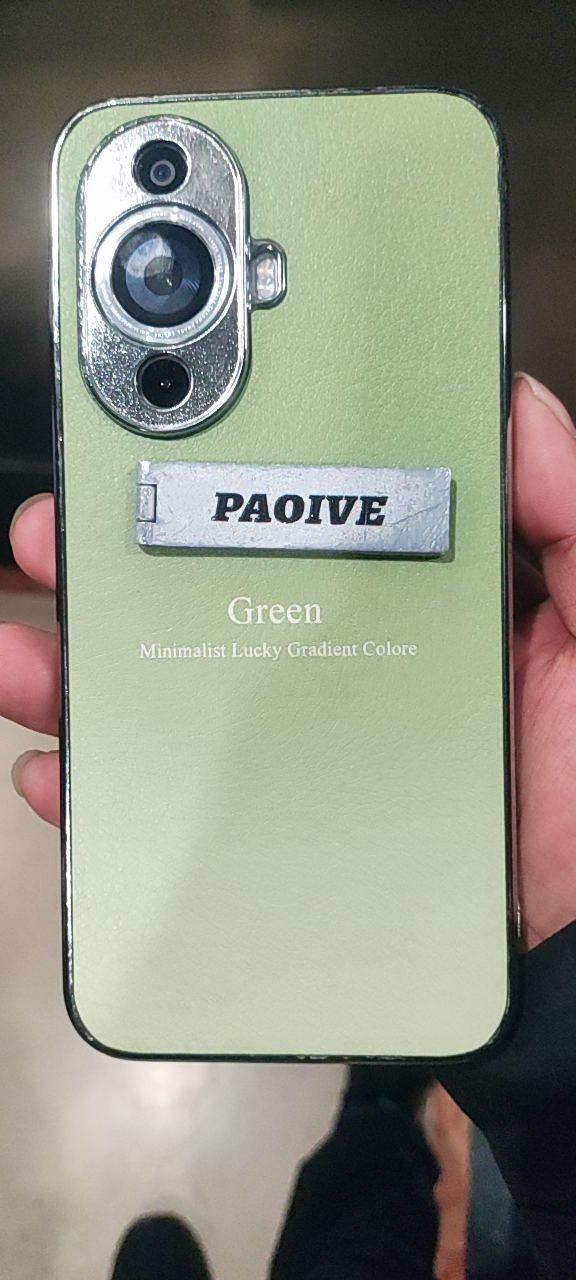 PAOIVE
Green
Minimalist Lucky Gradient Colore